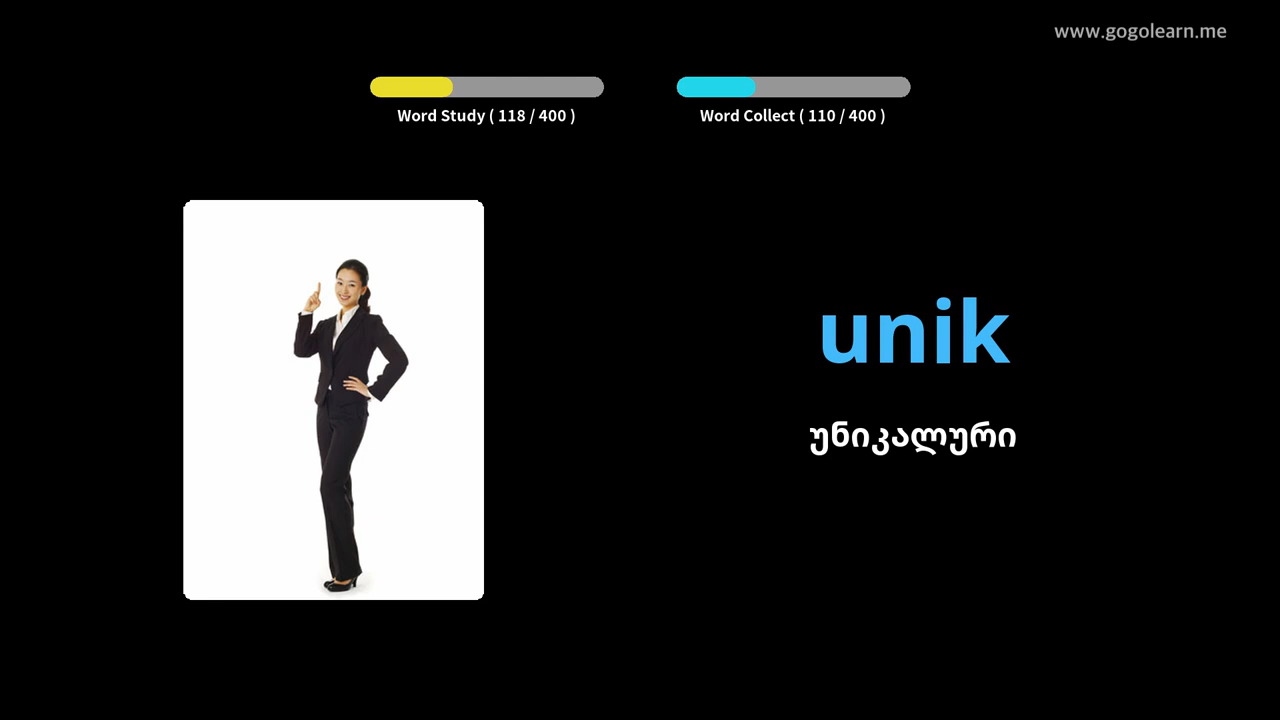 www.gogolearn.me
Word Study ( 118 / 400 )
Word Collect ( 110 / 400 )
unik
უნიკალური